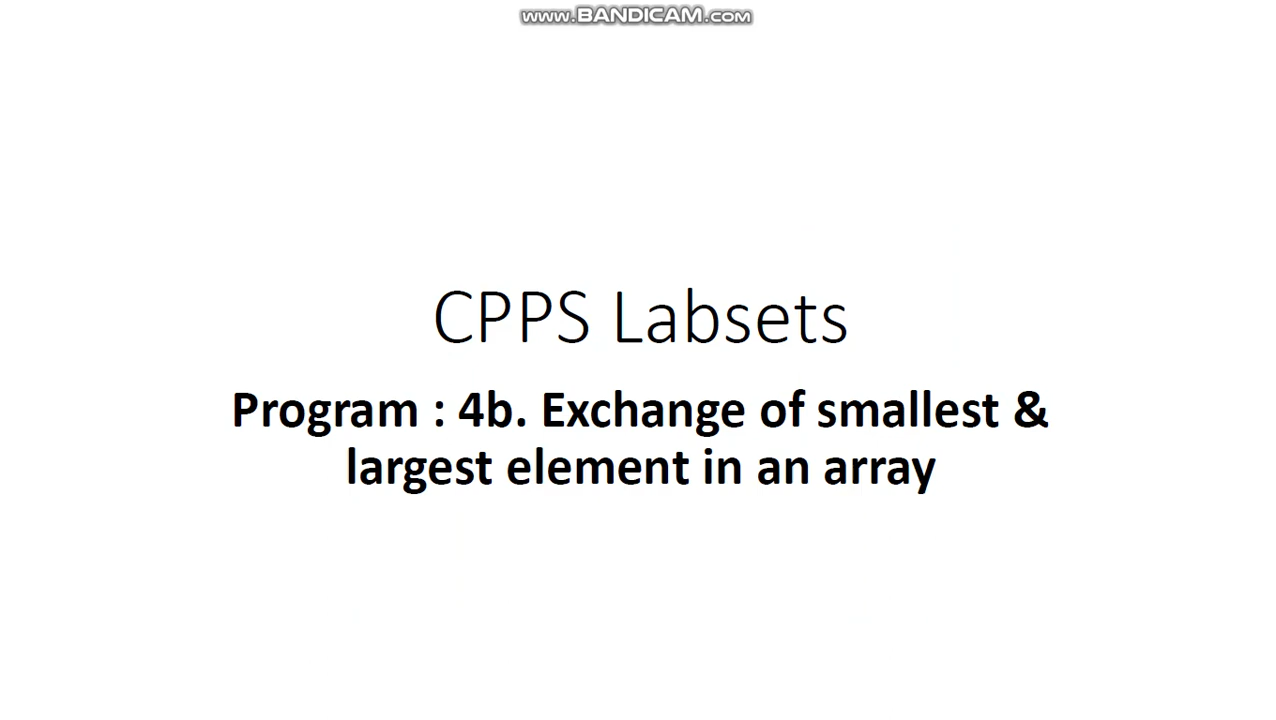 www.BANDICAM.com
CPPS Labsets
Program : 4b. Exchange of smallest &
largest element in an array